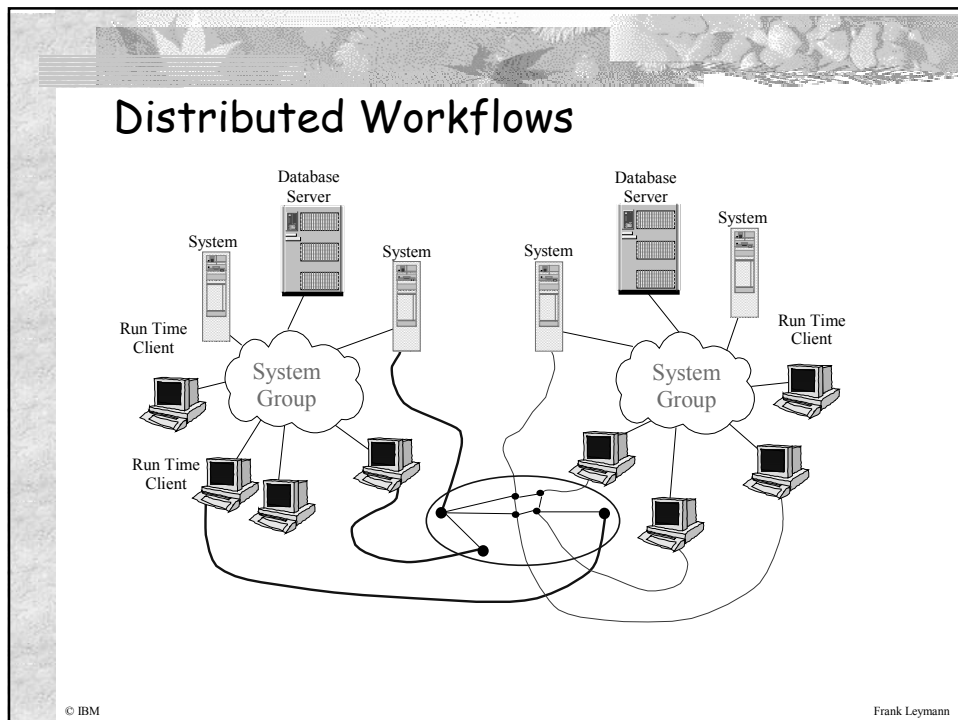 Distributed Workflows
Database
Server
Database
Server
System
System
System
System
Run Time
Client
Run Time
Client
System
Group
System
Group
Run Time
Client
© IBM
Frank Leymann